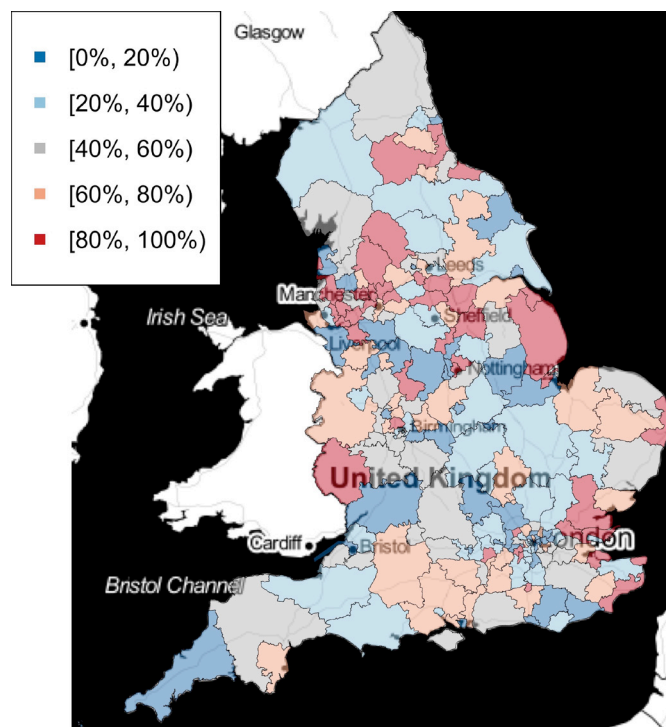 Glasgow
[0%, 20%)
[20%, 40%)
[40%, 60%)
[60%, 80%)
[80%, 100%)
Leeds
Manchester
Irish Sea
Sheffield
Liverpool
Nottingham
Birmingham
United Kingdom
Cardiff
Bristol
London
Bristol Channel